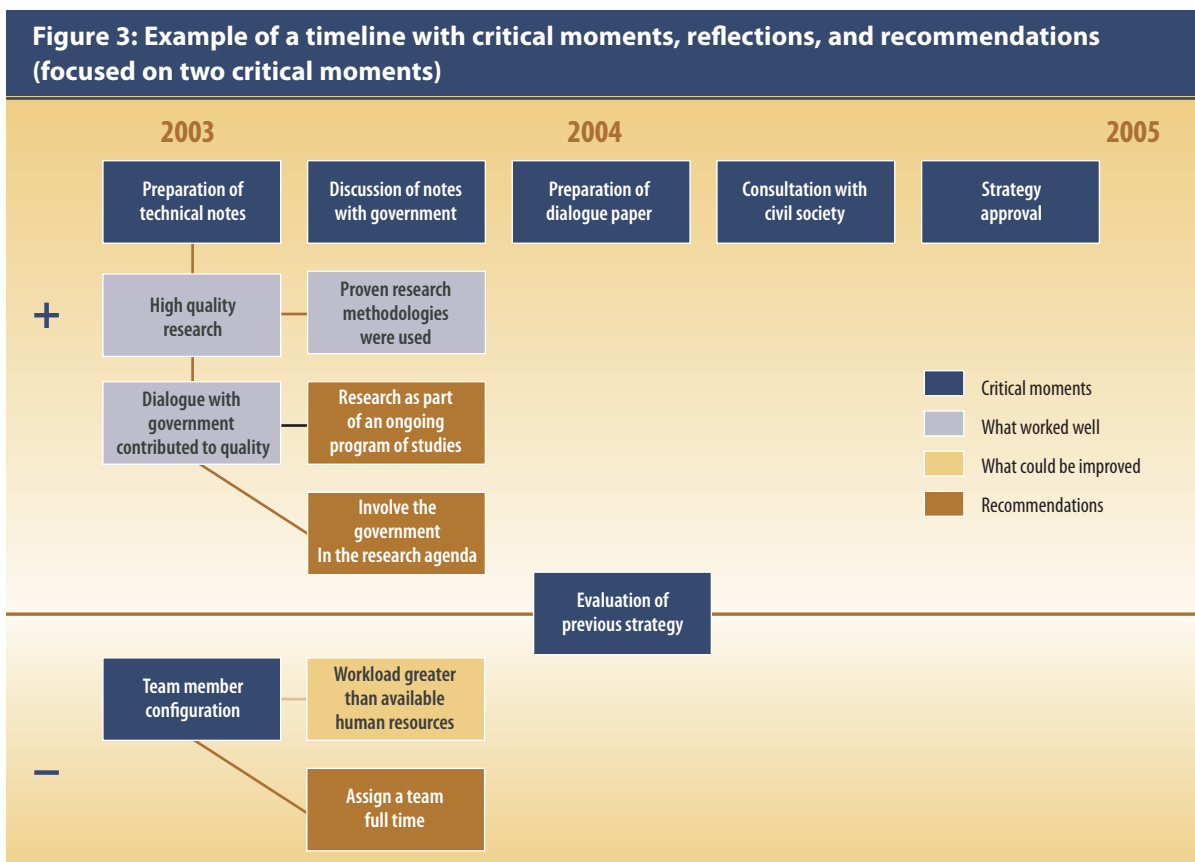 Figure 3: Example of a timeline with critical moments, reflections, and recommendations
(focused on two critical moments)
2003
2004
2005
Preparation of
technical notes
Discussion of notes
with government
Preparation of
dialogue paper
Consultation with
civil society
Strategy
approval
+
High quality
research
Proven research
methodologies
were used
Dialogue with
government
contributed to quality
Research as part
of an ongoing
program of studies
Involve the
government
In the research agenda
Critical moments
What worked well
What could be improved
Recommendations
Evaluation of
previous strategy
Team member
configuration
Workload greater
than available
human resources
–
Assign a team
full time